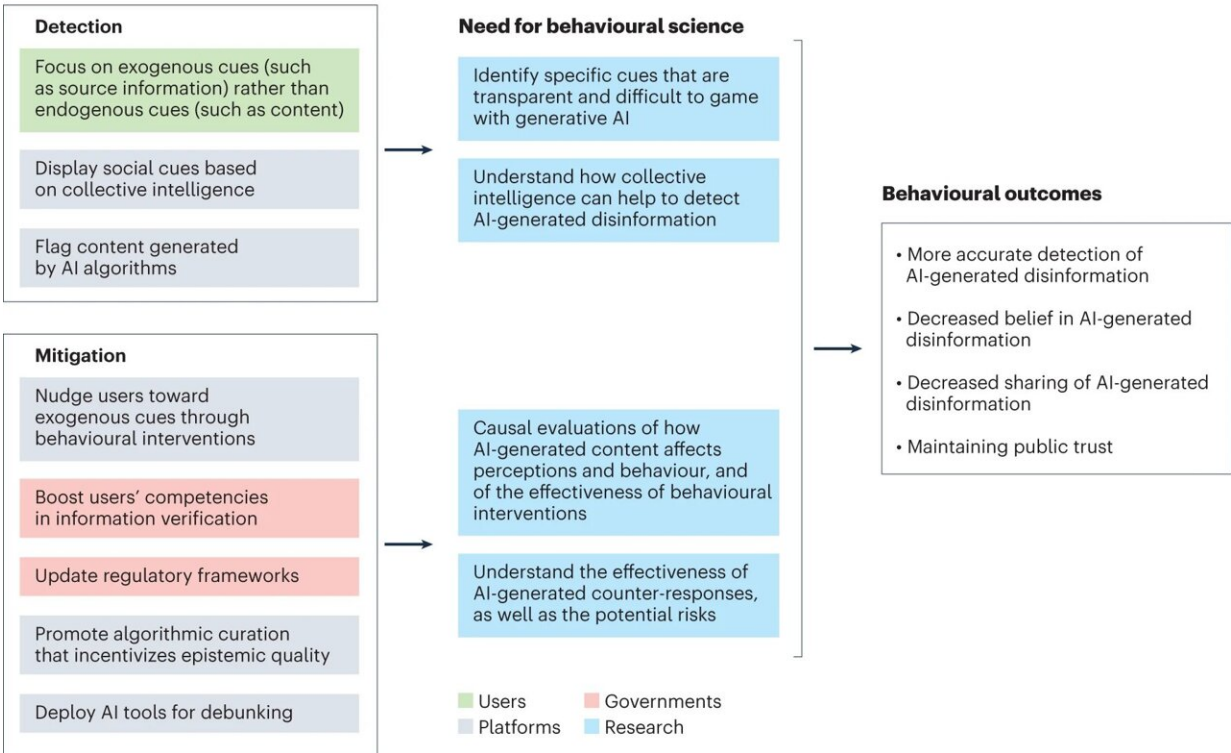 Detection
Focus on exogenous cues (such
as source information) rather than
endogenous cues (such as content)
Display social cues based
on collective intelligence
Flag content generated
by AI algorithms
Mitigation
Nudge users toward
exogenous cues through
behavioural interventions
Boost users’ competencies
in information verification
Update regulatory frameworks
Promote algorithmic curation
that incentivizes epistemic quality
Deploy AI tools for debunking
Need for behavioural science
Identify specific cues that are
transparent and difficult to game
with generative AI
Understand how collective
intelligence can help to detect
AI-generated disinformation
Causal evaluations of how
AI-generated content affects
perceptions and behaviour, and
of the effectiveness of behavioural
interventions
Understand the effectiveness of
AI-generated counter-responses,
as well as the potential risks
Users
Governments
Platforms
Research
Behavioural outcomes
• More accurate detection of
AI-generated disinformation
• Decreased belief in AI-generated
disinformation
• Decreased sharing of AI-generated
disinformation
• Maintaining public trust